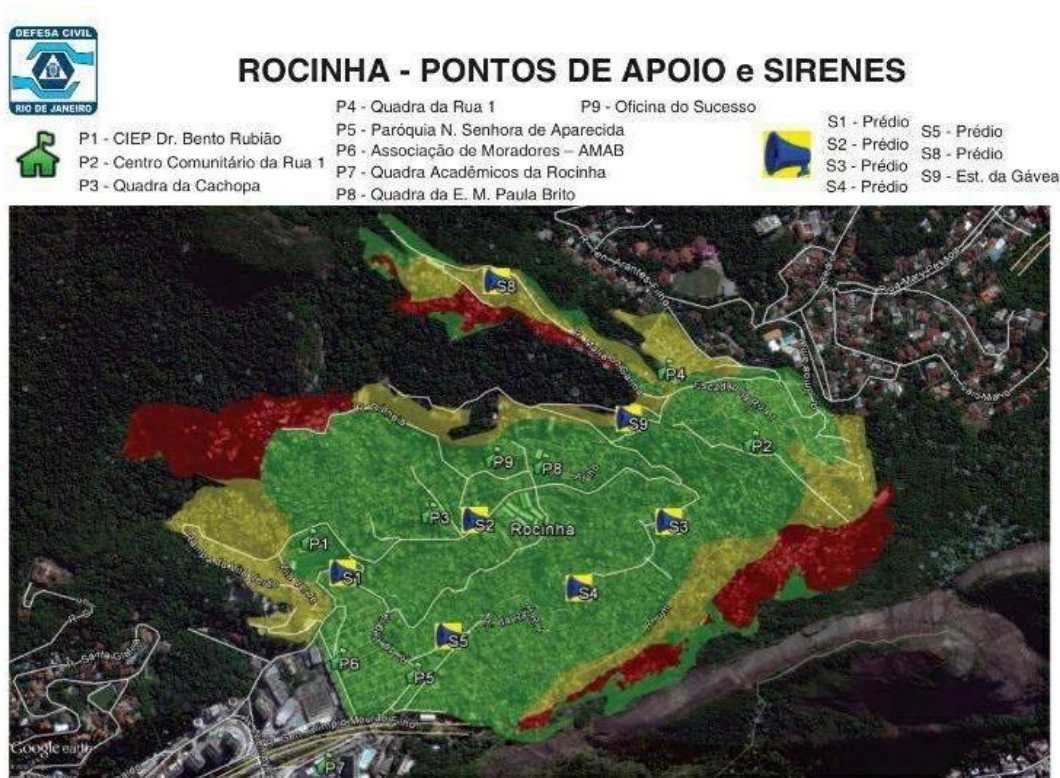 DEFESA CIVIL
RIO DE JANEIRO
ROCINHA - PONTOS DE APOIO e SIRENES
P1 - CIEP Dr. Bento Rubião
P2 - Centro Comunitário da Rua 1
P3 - Quadra da Cachopa
P4 - Quadra da Rua 1
P5 - Paróquia N. Senhora de Aparecida
P6 - Associação de Moradores – AMAB
P7 - Quadra Acadêmicos da Rocinha
P8 - Quadra da E. M. Paula Brito
P9 - Oficina do Sucesso
S1 - Prédio
S2 - Prédio
S3 - Prédio
S4 - Prédio
S5 - Prédio
S8 - Prédio
S9 - Est. da Gávea
S8
P4
S9
P2
P9
P8
P3
S2
Rocinha
S3
P1
S1
S4
S5
P6
P5
Mourão Filho
Google earth
P7